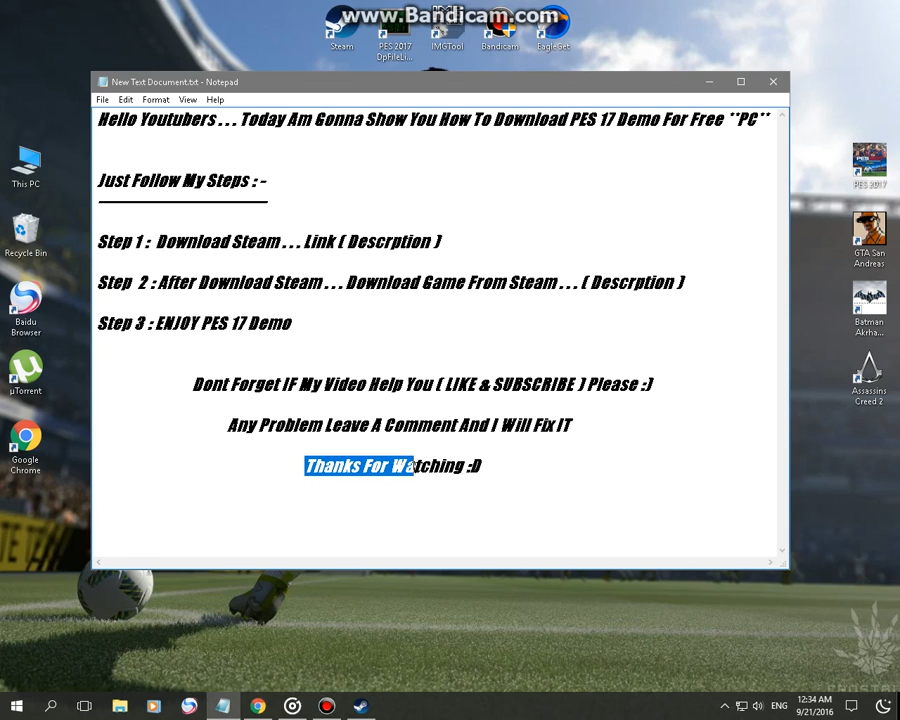 www.Bandicam.com
Steam
PES 2017
DpFileLi...
IMGTool
Bandicam
EagleGet
New Text Document.txt - Notepad
File Edit Format View Help
Hello Youtubers . . . Today Am Gonna Show You How To Download PES 17 Demo For Free **PC**
Just Follow My Steps : -
Step 1 : Download Steam . . . Link ( Descrption )
Step 2 : After Download Steam . . . Download Game From Steam . . . ( Descrption )
Step 3 : ENJOY PES 17 Demo
Dont Forget IF My Video Help You ( LIKE & SUBSCRIBE ) Please :)
Any Problem Leave A Comment And I Will Fix IT
Thanks For Watching :D
This PC
Recycle Bin
Baidu
Browser
µTorrent
Google
Chrome
PES 2017
GTA San
Andreas
Batman
Akrha...
Assassins
Creed 2
ENG
12:34 AM
9/21/2016